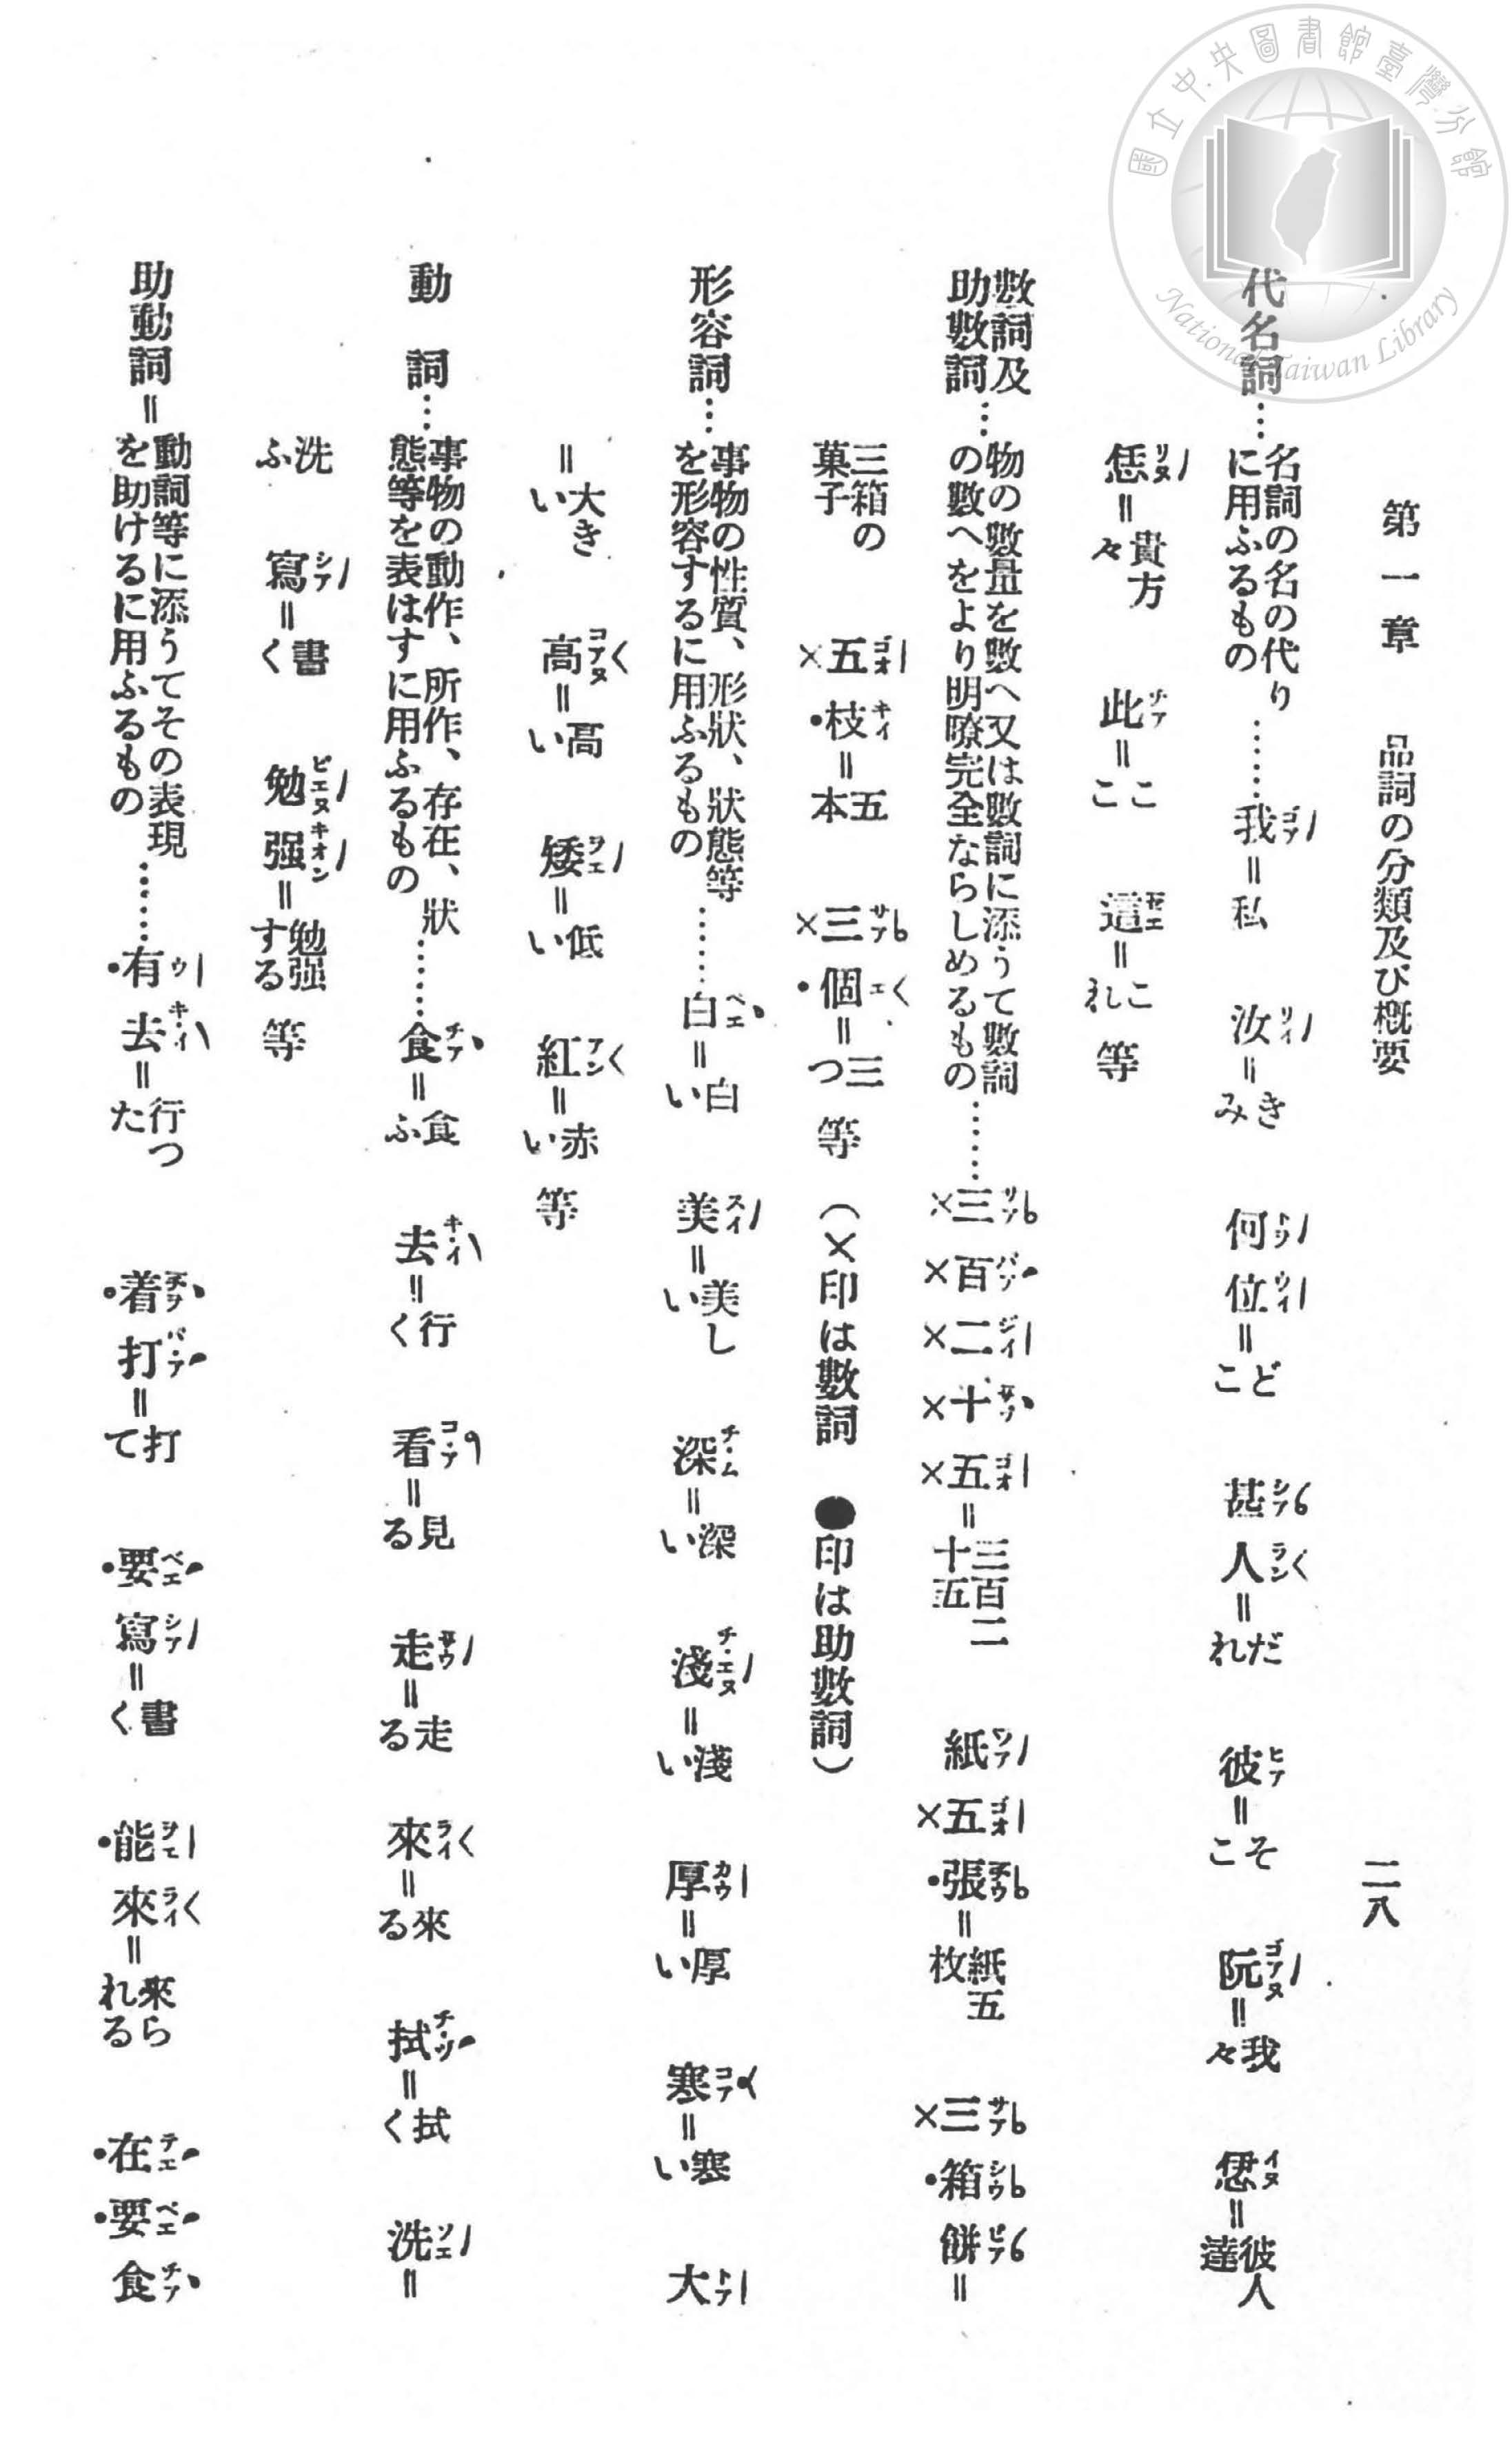 第一章　品詞の分類及び概要　二八
代名詞…名詞の名の代りに用ふるもの……我=私　汝=きみ　何位=どこ　甚人=だれ　彼=そこ　阮=我々　恁=彼人達
恁=貴方々　此=ここ　這=これ　等
數詞及助數詞…物の數量を數へ又は數詞に添うて數詞の數へをより明瞭完全ならしめるもの……×三×百×二×十×五=三百二十五　紙×五•張=紙五枚　×三•箱餅=
三箱の菓子　×五•枝=五本　×三•個=三つ　等　（×印は數詞　●印は助數詞）
形容詞…事物の性質、形狀、狀態等を形容するに用ふるもの……白=白い　美=美しい　深=深い　淺=淺い　厚=厚い　寒=寒い　大
=大きい　高=高い　矮=低い　紅=赤い　等
動詞…事物の動作、所作、存在、狀態等を表はすに用ふるもの……食=食ふ　去=行く　看=見る　走=走る　來=來る　拭=拭く　洗=
洗ふ　寫=書く　勉强=勉强する　等
助動詞=動詞等に添うてその表現を助けるに用ふるもの……•有去=行つた　•着打=打て　•要寫=書く　•能來=來られる　•在•要食
國立中央圖書館臺灣分館
National Taiwan Library